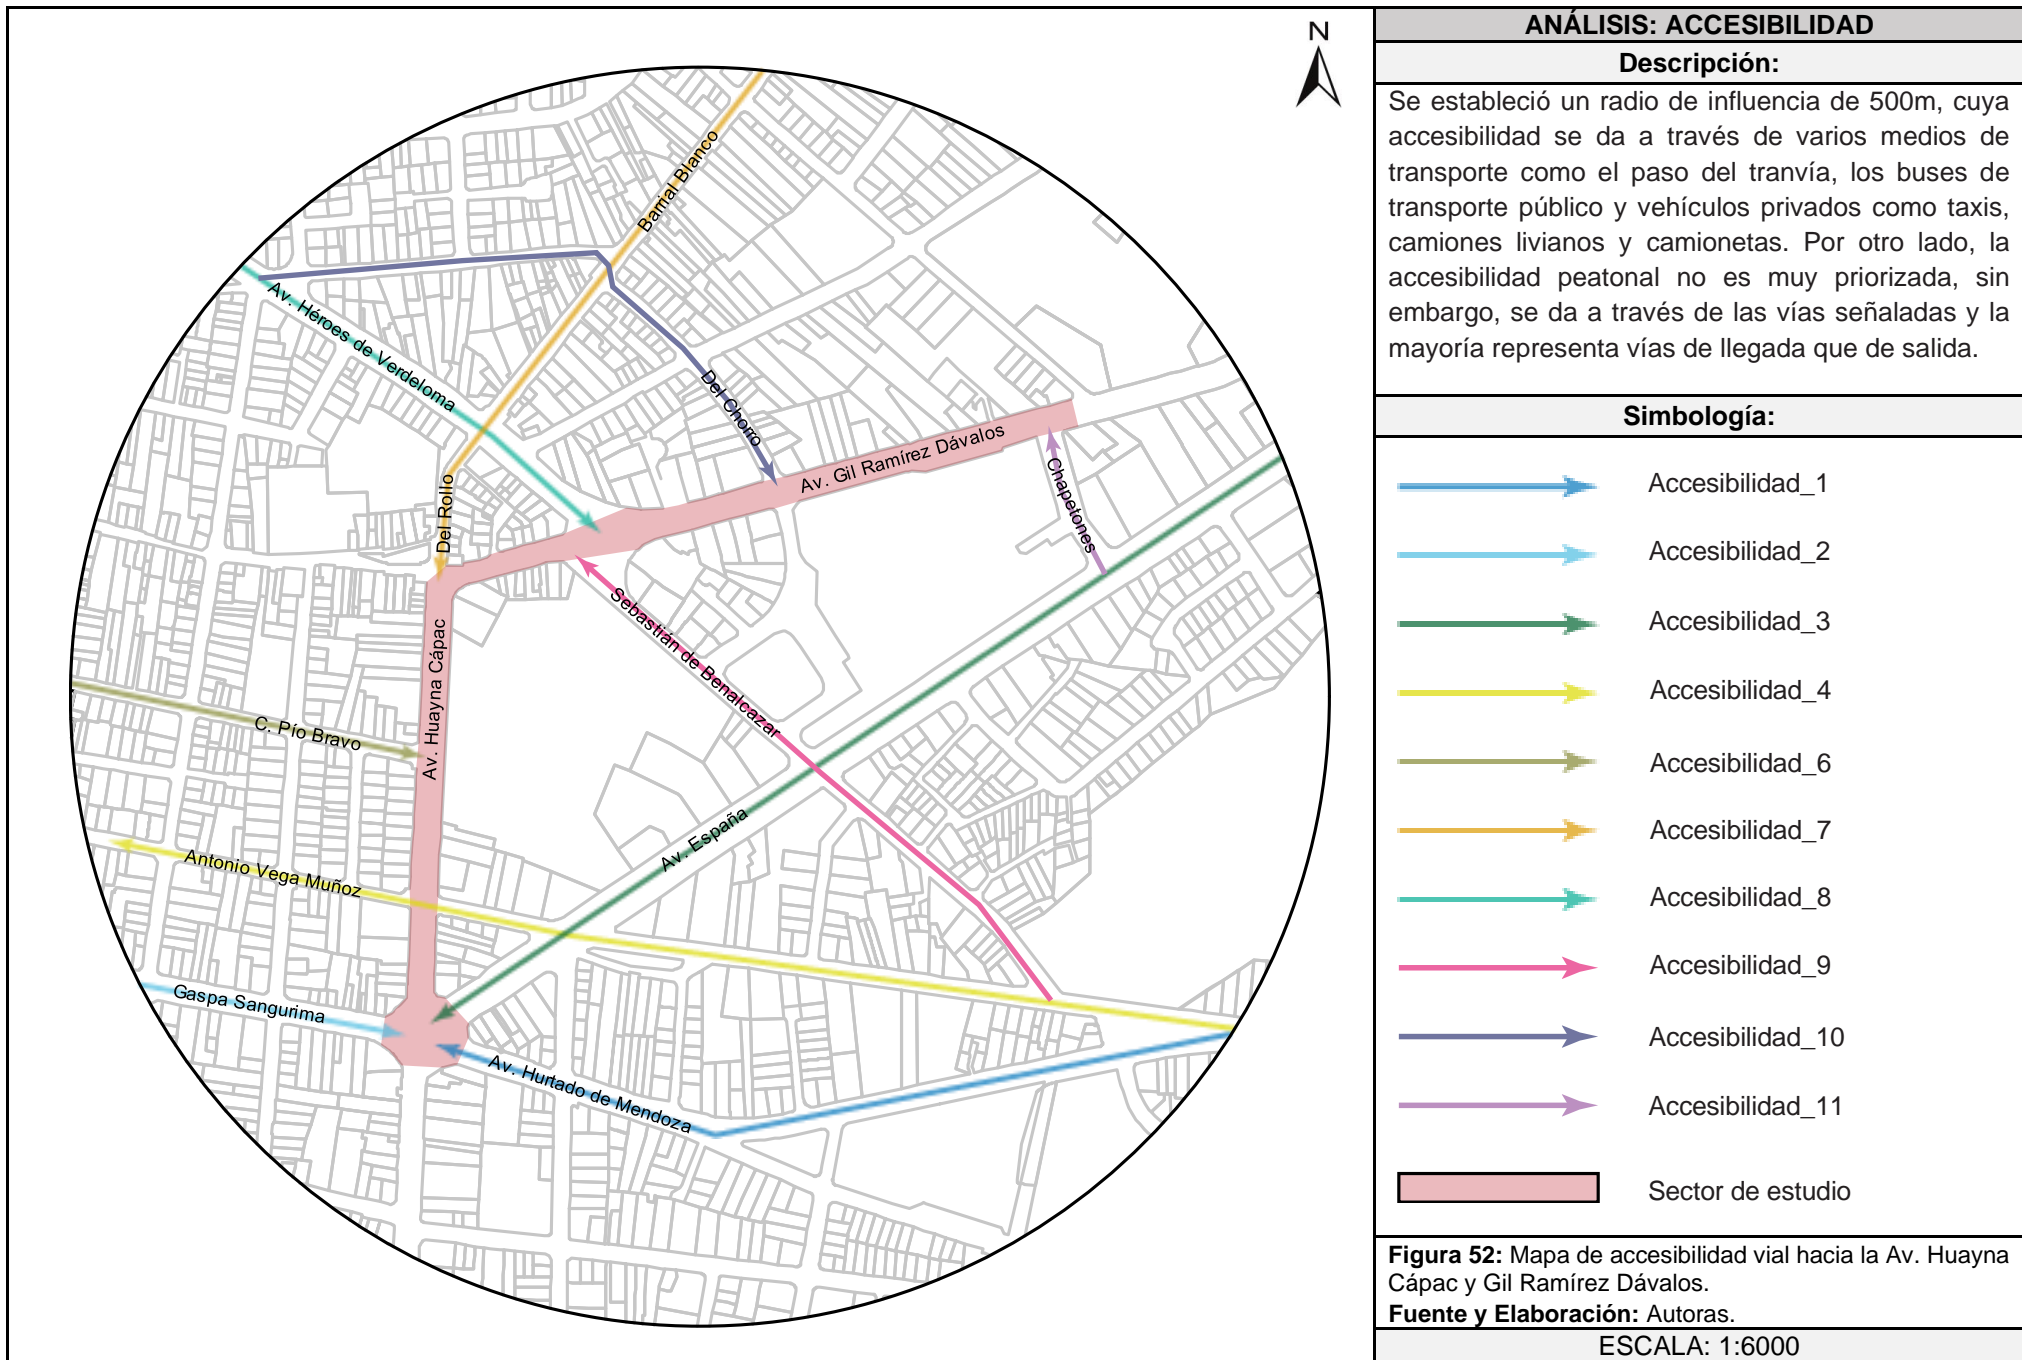 N
Barrial Blanco
Av. Héroes de Verdeloma
Del Chorro
Av. Gil Ramírez Dávalos
Chapetones
Del Rollo
Sebastián de Benalcazar
Av. Huayna Cápac
C. Pío Bravo
Av. España
Antonio Vega Muñoz
Gaspa Sangurima
Av. Hurtado de Mendoza
ANÁLISIS: ACCESIBILIDAD
Descripción:
Se estableció un radio de influencia de 500m, cuya
accesibilidad se da a través de varios medios de
transporte como el paso del tranvía, los buses de
transporte público y vehículos privados como taxis,
camiones livianos y camionetas. Por otro lado, la
accesibilidad peatonal no es muy priorizada, sin
embargo, se da a través de las vías señaladas y la
mayoría representa vías de llegada que de salida.
Simbología:
Accesibilidad_1
Accesibilidad_2
Accesibilidad_3
Accesibilidad_4
Accesibilidad_6
Accesibilidad_7
Accesibilidad_8
Accesibilidad_9
Accesibilidad_10
Accesibilidad_11
Sector de estudio
Figura 52: Mapa de accesibilidad vial hacia la Av. Huayna
Cápac y Gil Ramírez Dávalos.
Fuente y Elaboración: Autoras.
ESCALA: 1:6000